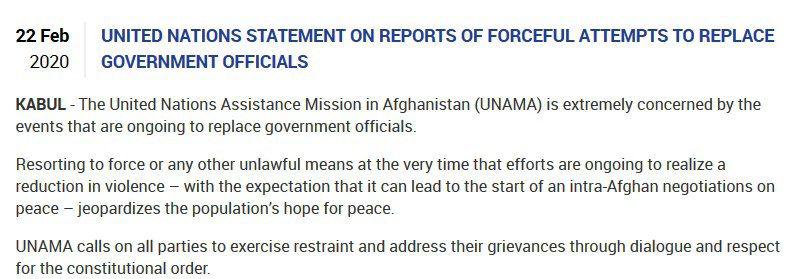 22 Feb
2020
UNITED NATIONS STATEMENT ON REPORTS OF FORCEFUL ATTEMPTS TO REPLACE
GOVERNMENT OFFICIALS
KABUL - The United Nations Assistance Mission in Afghanistan (UNAMA) is extremely concerned by the
events that are ongoing to replace government officials.
Resorting to force or any other unlawful means at the very time that efforts are ongoing to realize a
reduction in violence – with the expectation that it can lead to the start of an intra-Afghan negotiations on
peace – jeopardizes the population's hope for peace.
UNAMA calls on all parties to exercise restraint and address their grievances through dialogue and respect
for the constitutional order.